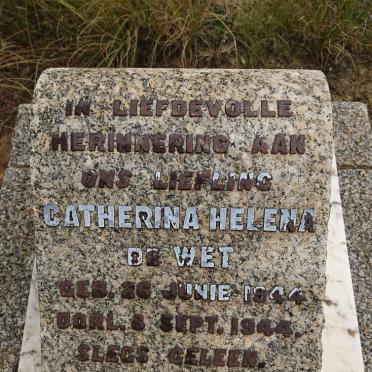 IN LIEFDEVOLLE
HERINNERING AAN
ONS LIEFLING
CATHERINA HELENA
DE WET
GEB. 26 JUNIE 1944
OORL. 8 SEPT. 1944.
SLEGS GELEEN.